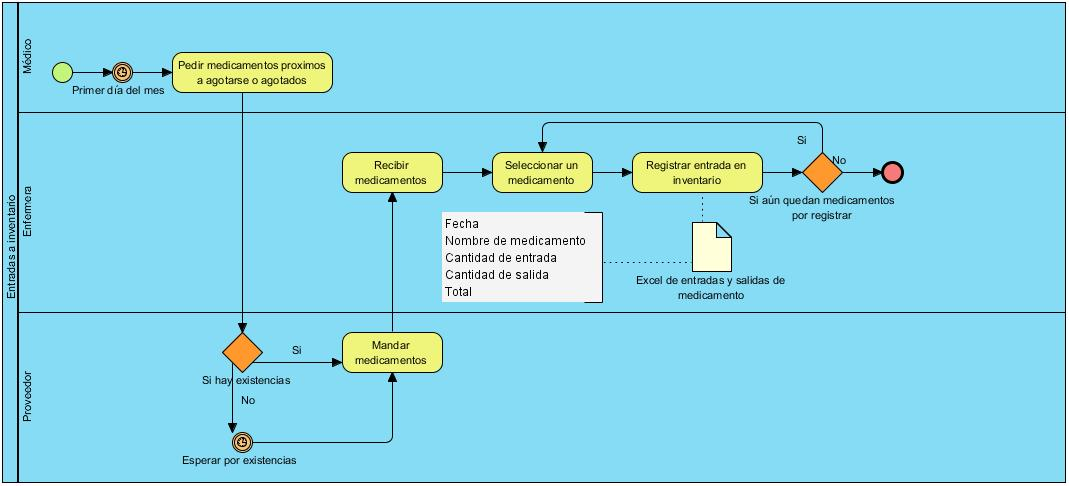 Entradas a inventario
Médico
Primer día del mes
Pedir medicamentos proximos
a agotarse o agotados
Enfermera
Recibir
medicamentos
Seleccionar un
medicamento
Registrar entrada en
inventario
Si
No
Si aún quedan medicamentos
por registrar
Fecha
Nombre de medicamento
Cantidad de entrada
Cantidad de salida
Total
Excel de entradas y salidas de
medicamento
Proveedor
Si hay existencias
Si
No
Mandar
medicamentos
Esperar por existencias